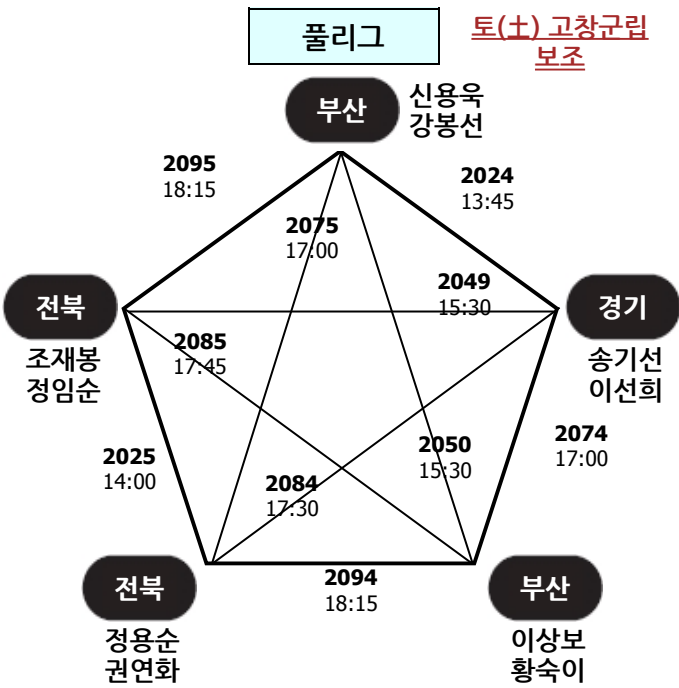 풀리그
토(土) 고창군립
보조
부산
신용욱
강봉선
2095
18:15
2024
13:45
2075
17:00
2049
15:30
전북
조재봉
정임순
경기
송기선
이선희
2085
17:45
2025
14:00
2084
17:30
2050
15:30
2074
17:00
2094
18:15
전북
정용순
권연화
부산
이상보
황숙이